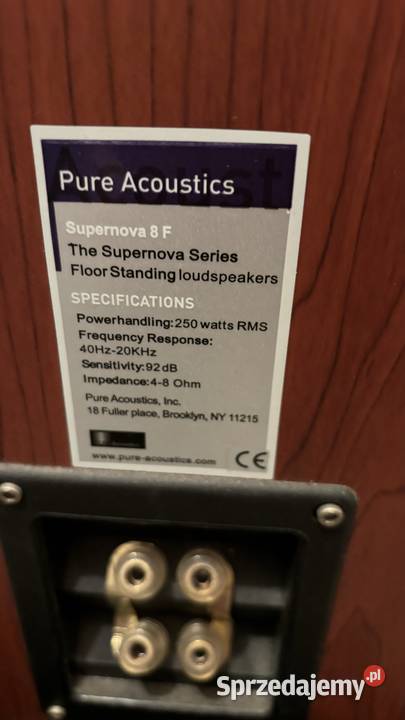 Acoust
Pure Acoustics
Supernova 8 F
The Supernova Series
Floor Standing loudspeakers
SPECIFICATIONS
Powerhandling:250 watts RMS
Frequency Response:
40Hz-20KHz
Sensitivity:92dB
Impedance:4-8 Ohm
Pure Acoustics, Inc.
18 Fuller place, Brooklyn, NY 11215
www.pure-acoustics.com CE
Sprzedajemy.pl